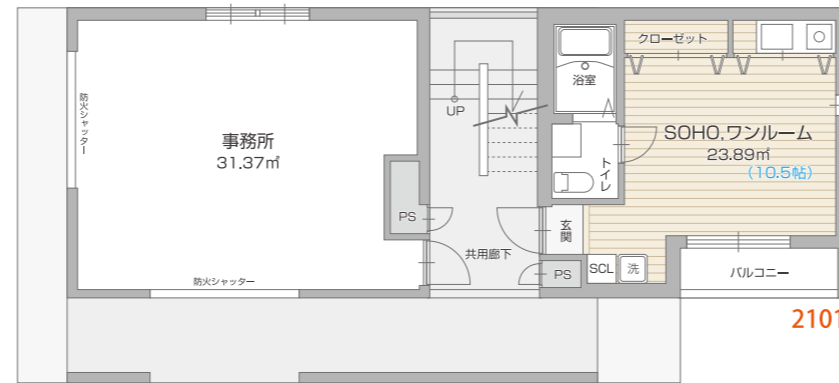 防火シャッター
事務所
31.37㎡
防火シャッター
PS
UP
共用廊下
PS
浴室
トイレ
玄関
SCL
洗
クローゼット
SOHO.ワンルーム
23.89㎡
(10.5帖)
バルコニー
2101